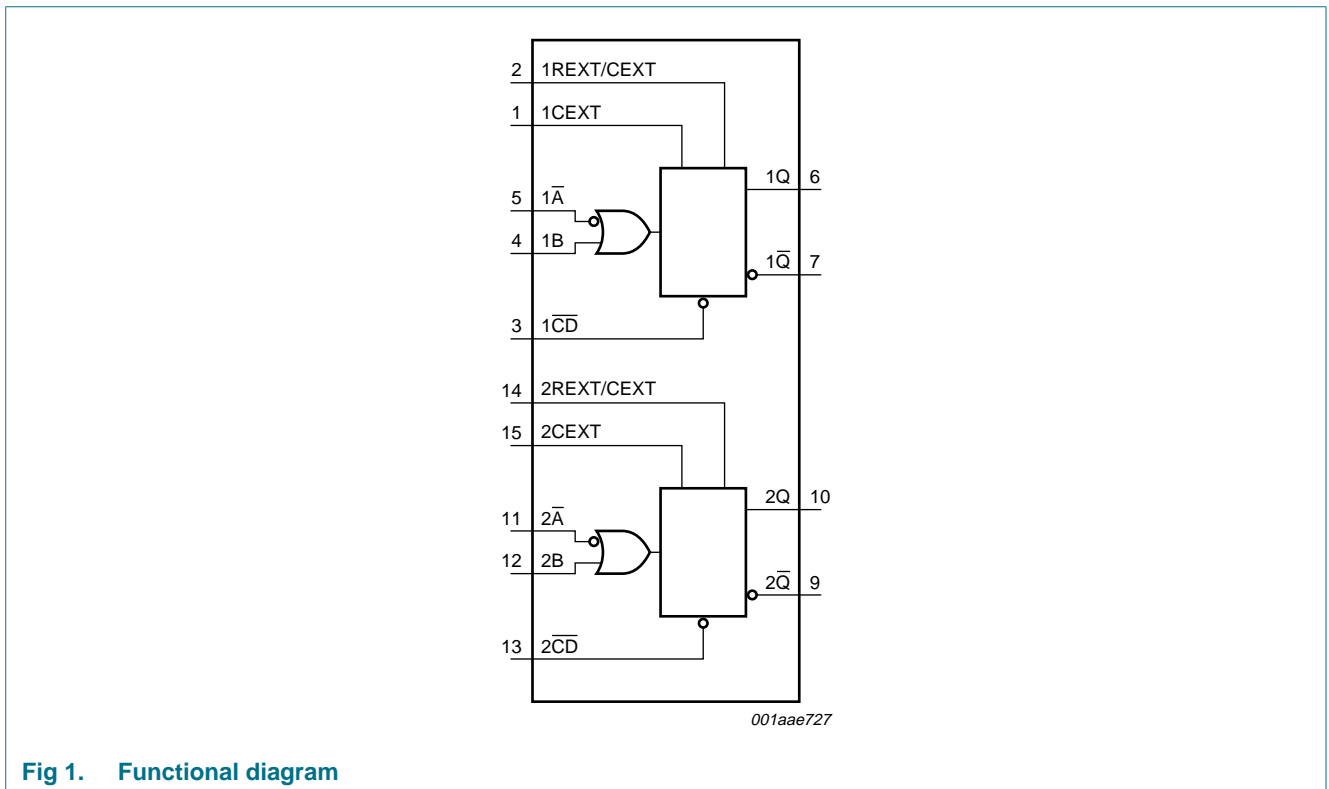 2 1REXT/CEXT
1 1CEXT
1Q 6
5 1A̅
4 1B
1Q̅ 7
3 1C̅D̅
14 2REXT/CEXT
15 2CEXT
2Q 10
11 2A̅
12 2B
2Q̅ 9
13 2C̅D̅
001aae727
Fig 1. Functional diagram